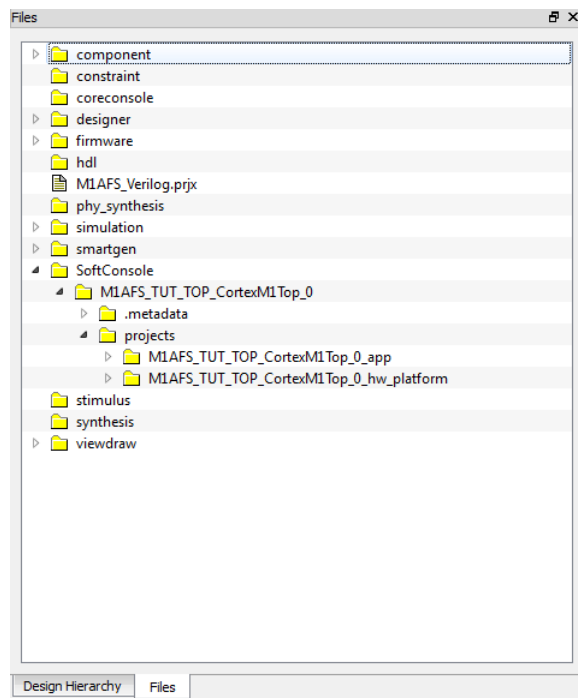 Files
component
constraint
coreconsole
designer
firmware
hdl
M1AFS_Verilog.prjx
phy_synthesis
simulation
smartgen
SoftConsole
M1AFS_TUT_TOP_CortexM1Top_0
.metadata
projects
M1AFS_TUT_TOP_CortexM1Top_0_app
M1AFS_TUT_TOP_CortexM1Top_0_hw_platform
stimulus
synthesis
viewdraw
Design Hierarchy Files